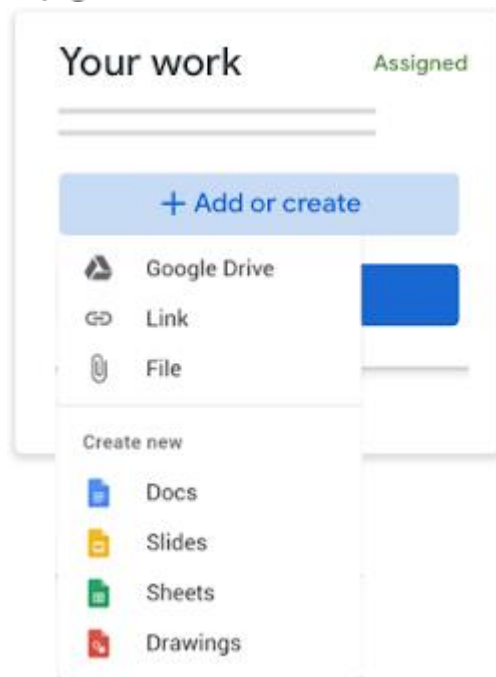 Your work
Assigned
+ Add or create
Google Drive
Link
File
Create new
Docs
Slides
Sheets
Drawings